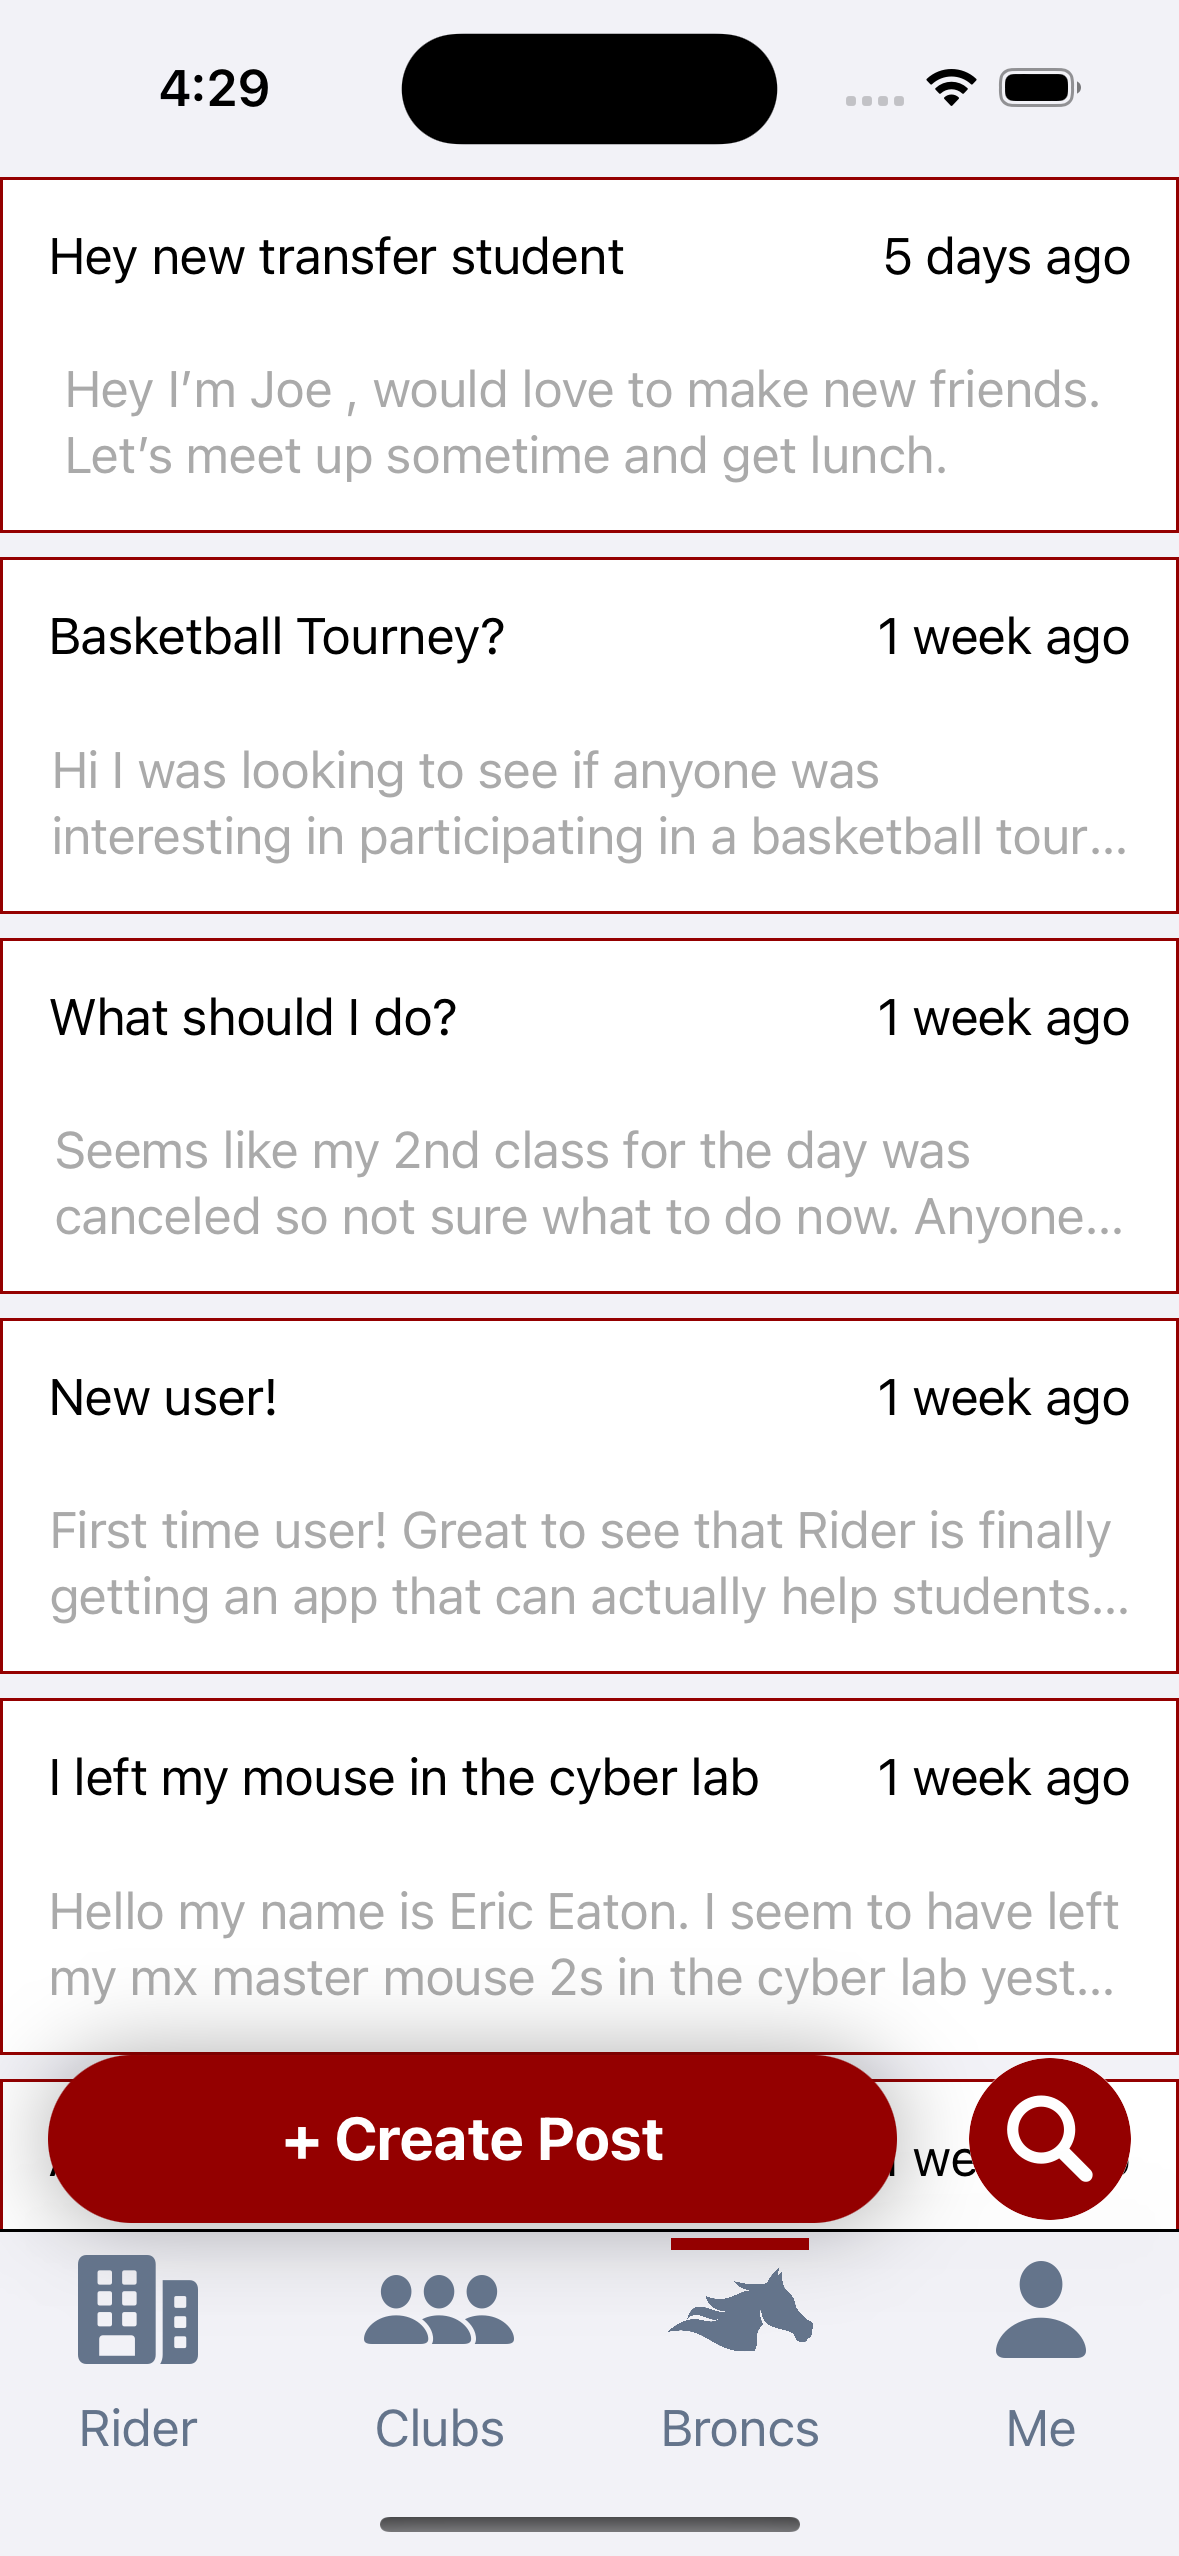 4:29
Hey new transfer student 5 days ago
Hey I’m Joe , would love to make new friends.
Let’s meet up sometime and get lunch.
Basketball Tourney? 1 week ago
Hi I was looking to see if anyone was
interesting in participating in a basketball tour...
What should I do? 1 week ago
Seems like my 2nd class for the day was
canceled so not sure what to do now. Anyone...
New user! 1 week ago
First time user! Great to see that Rider is finally
getting an app that can actually help students...
I left my mouse in the cyber lab 1 week ago
Hello my name is Eric Eaton. I seem to have left
my mx master mouse 2s in the cyber lab yest...
+ Create Post
Rider Clubs Broncs Me